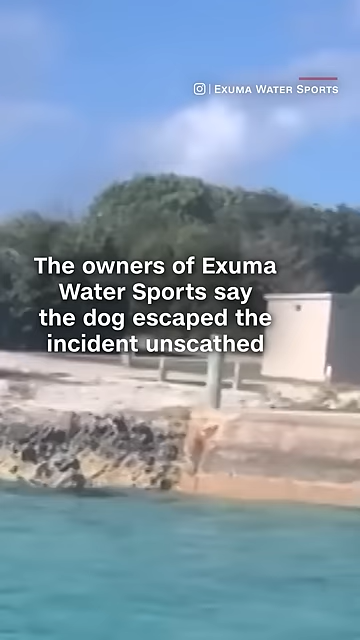 Exuma Water Sports
The owners of Exuma
Water Sports say
the dog escaped the
incident unscathed